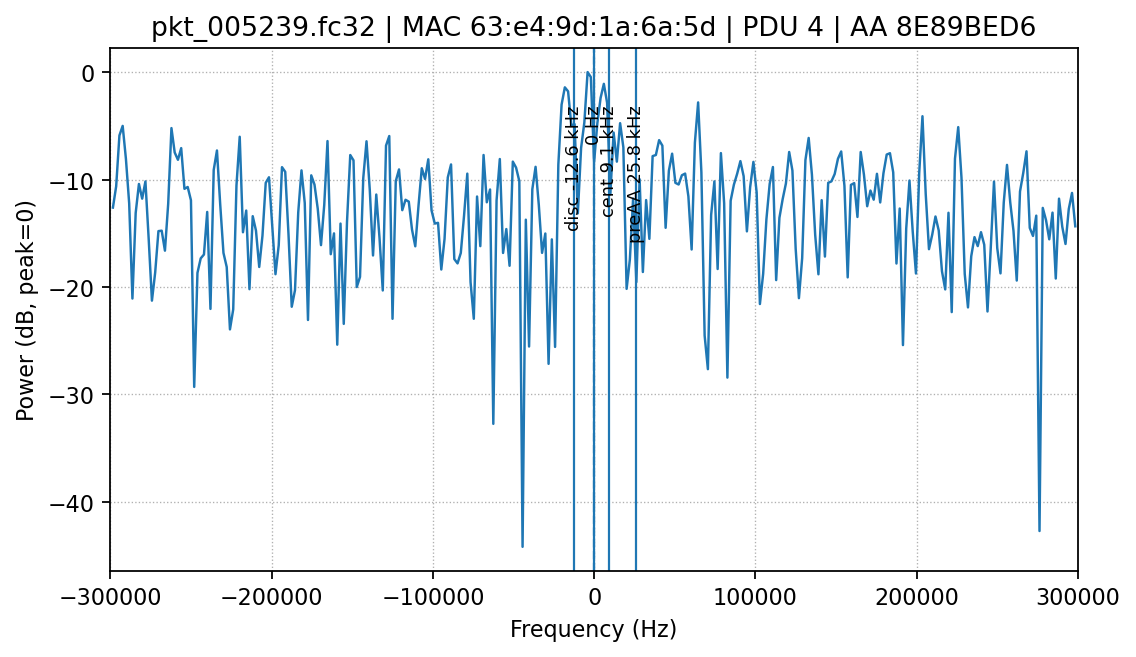 pkt_005239.fc32 | MAC 63:e4:9d:1a:6a:5d | PDU 4 | AA 8E89BED6
Power (dB, peak=0)
0
−10
−20
−30
−40
disc -12.6 kHz
0 Hz
cent 9.1 kHz
preAA 25.8 kHz
−300000
−200000
−100000
0
100000
200000
300000
Frequency (Hz)